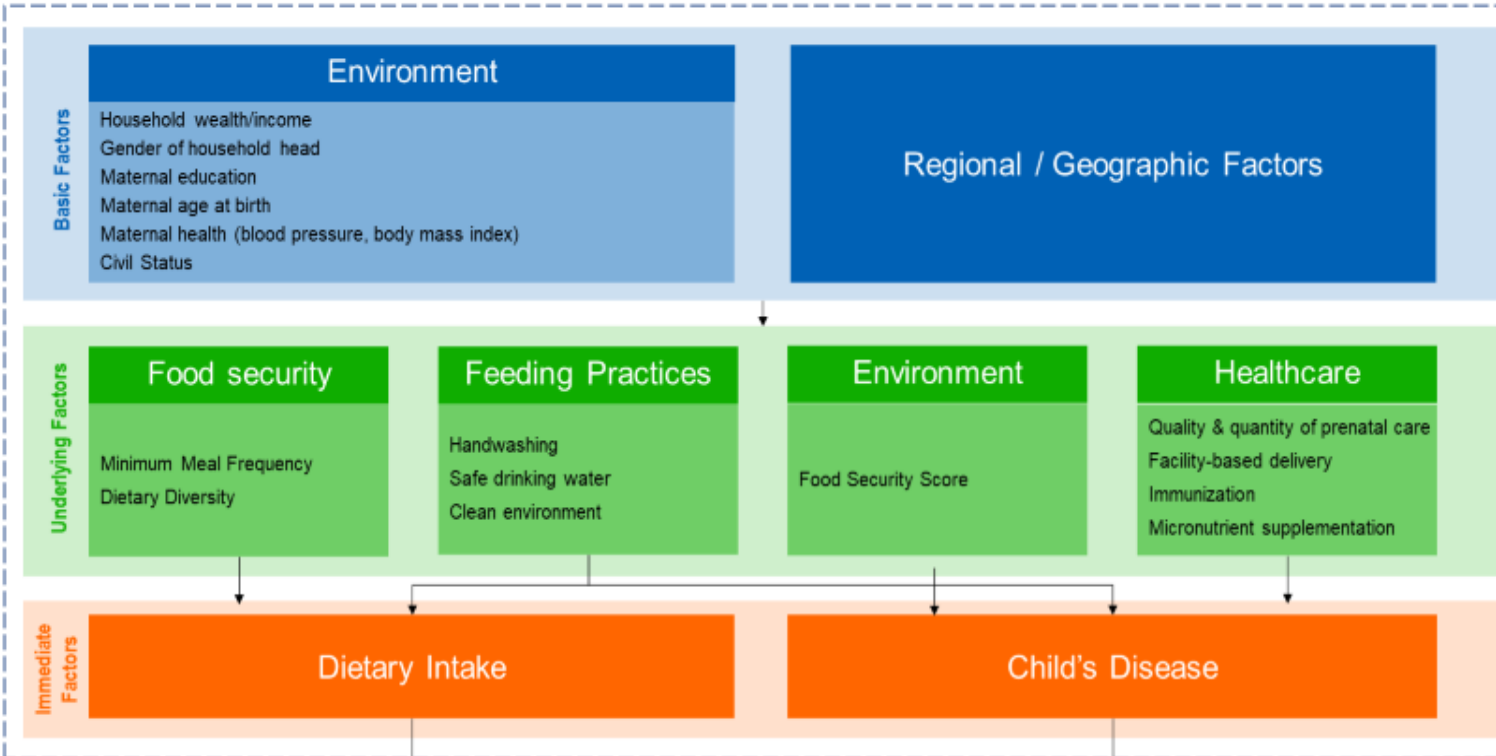 Basic Factors
Environment
Household wealth/income
Gender of household head
Maternal education
Maternal age at birth
Maternal health (blood pressure, body mass index)
Civil Status
Regional / Geographic Factors
Underlying Factors
Food security
Minimum Meal Frequency
Dietary Diversity
Feeding Practices
Handwashing
Safe drinking water
Clean environment
Environment
Food Security Score
Healthcare
Quality & quantity of prenatal care
Facility-based delivery
Immunization
Micronutrient supplementation
Immediate
Factors
Dietary Intake
Child's Disease